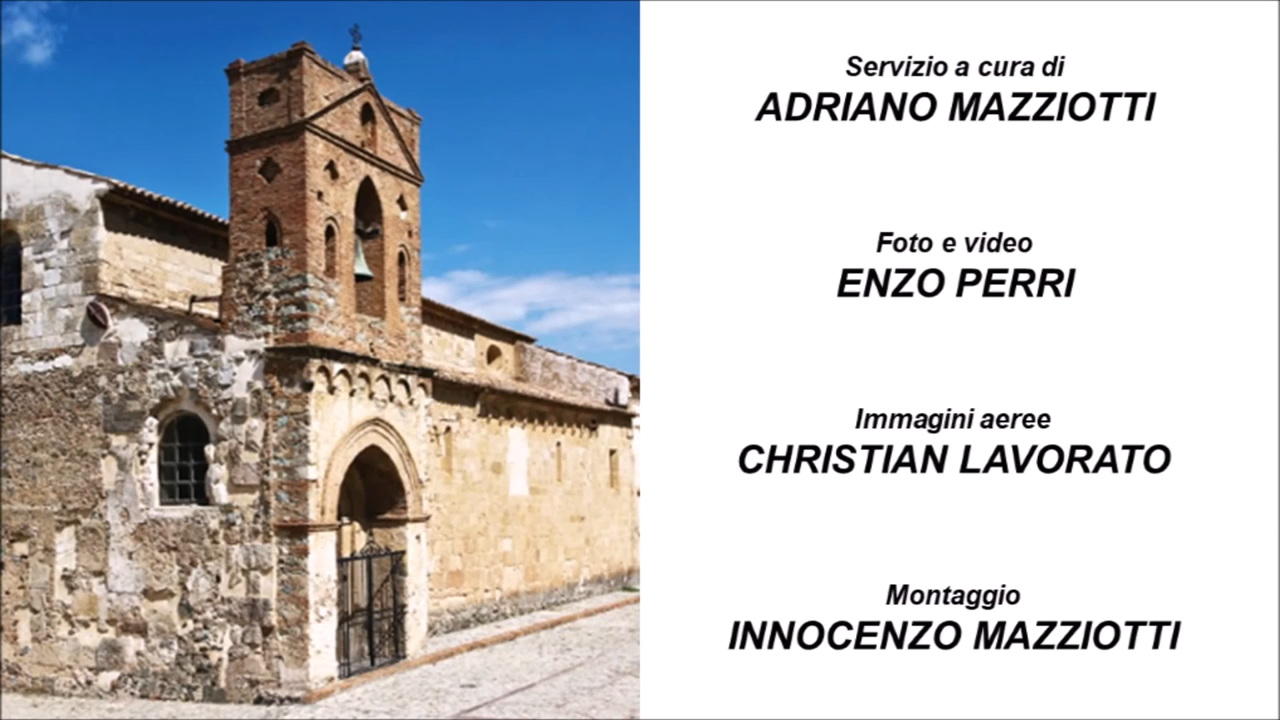 Servizio a cura di
ADRIANO MAZZIOTTI
Foto e video
ENZO PERRI
Immagini aeree
CHRISTIAN LAVORATO
Montaggio
INNOCENZO MAZZIOTTI